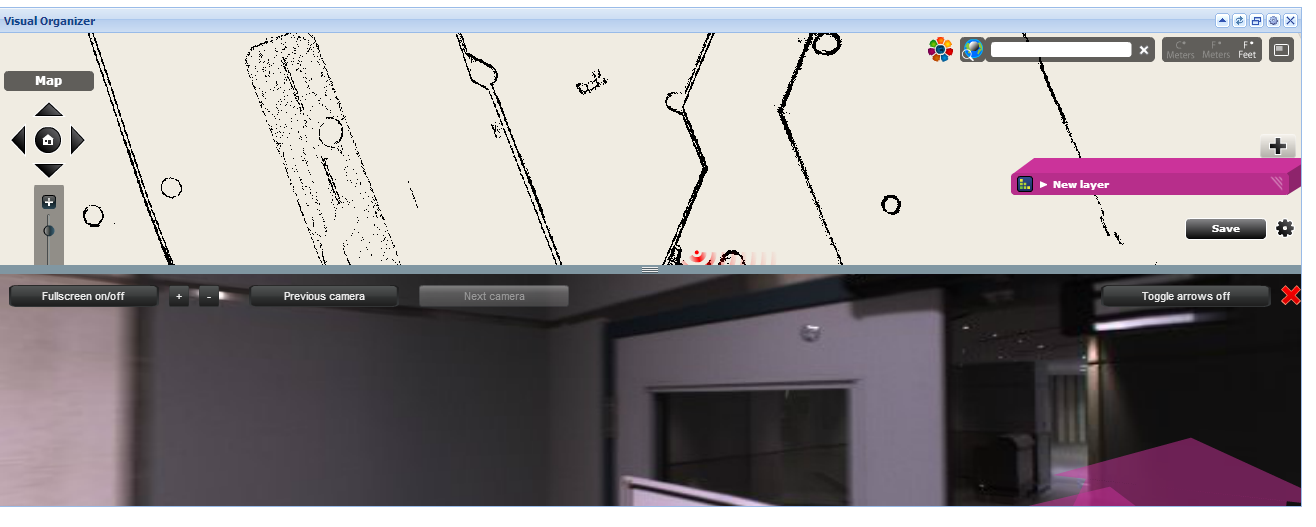 Visual Organizer
Map
C° F° F°
Meters Meters Feet
New layer
Save
Fullscreen on/off + - Previous camera Next camera Toggle arrows off